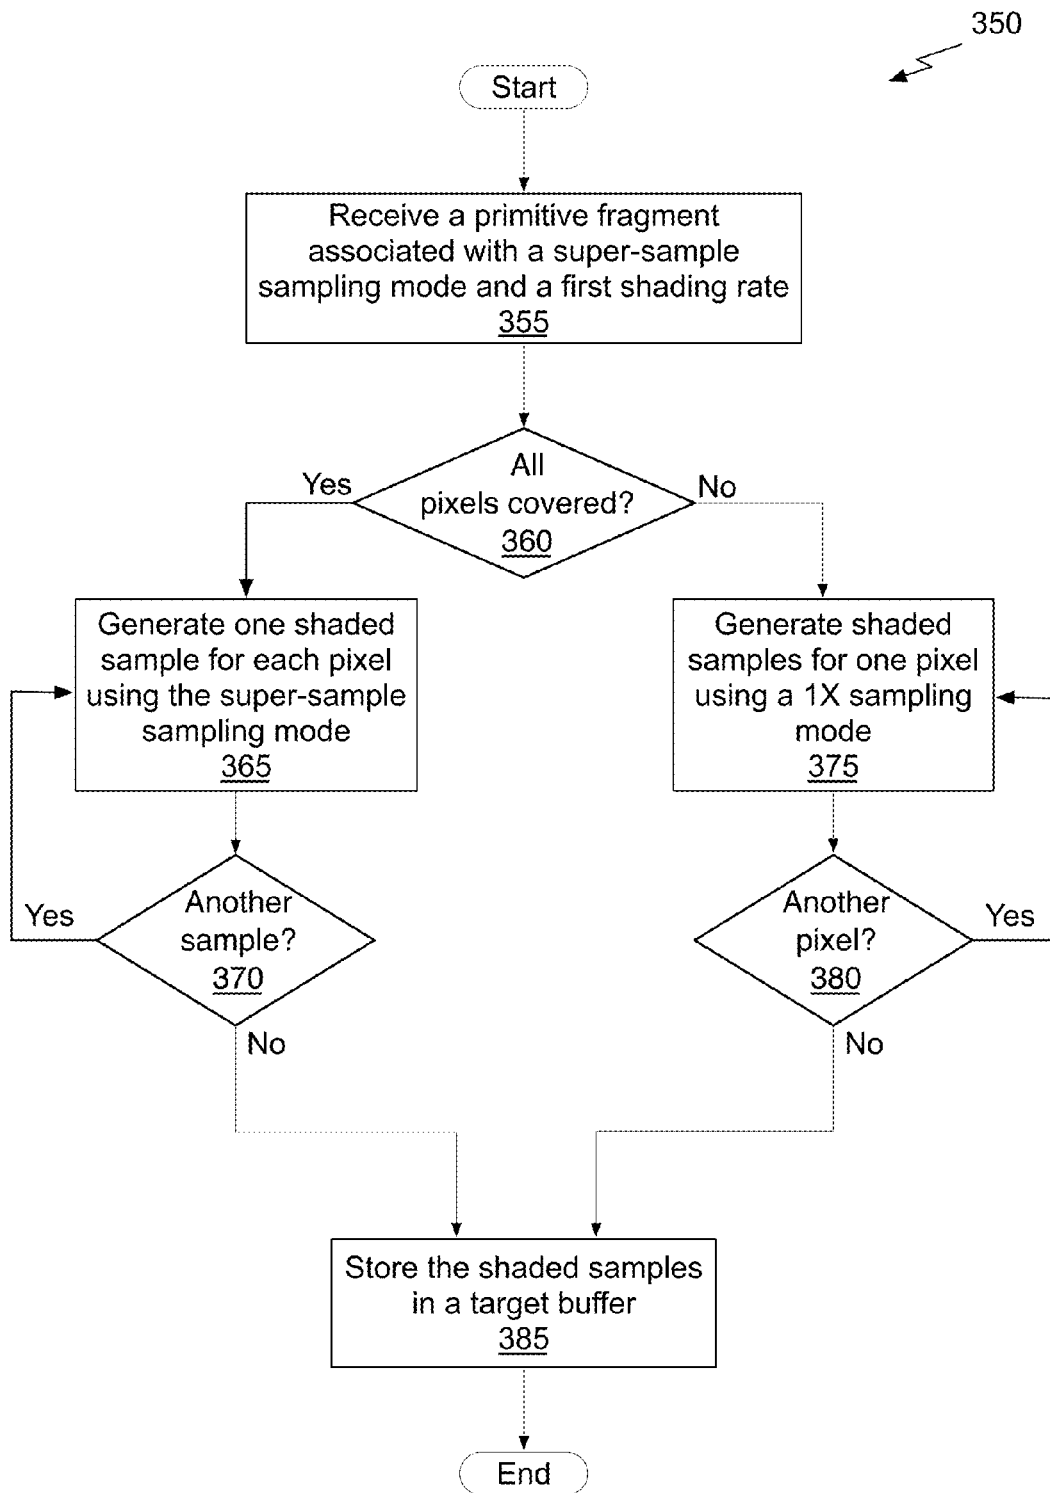 350
Start
Receive a primitive fragment
associated with a super-sample
sampling mode and a first shading rate
355
All
pixels covered?
360
Yes
No
Generate one shaded
sample for each pixel
using the super-sample
sampling mode
365
Generate shaded
samples for one pixel
using a 1X sampling
mode
375
Another
sample?
370
Yes
No
Another
pixel?
380
Yes
No
Store the shaded samples
in a target buffer
385
End